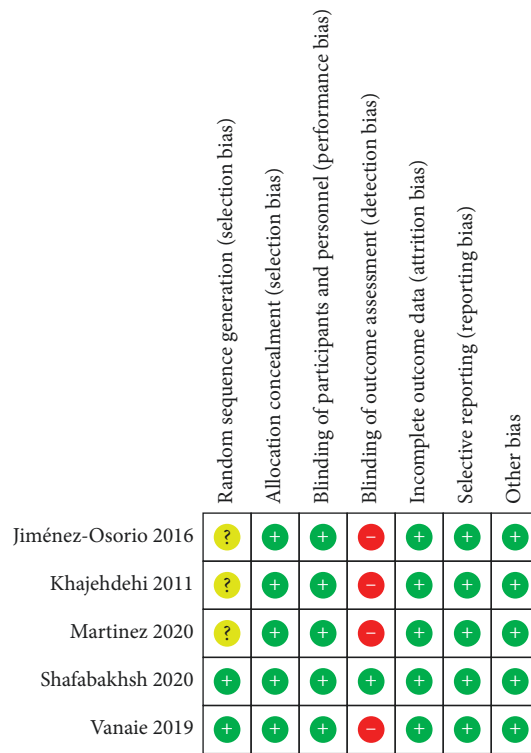 Random sequence generation (selection bias)
Allocation concealment (selection bias)
Blinding of participants and personnel (performance bias)
Blinding of outcome assessment (detection bias)
Incomplete outcome data (attrition bias)
Selective reporting (reporting bias)
Other bias
Jiménez-Osorio 2016 ? + + – + + +
Khajehdehi 2011 ? + + – + + +
Martinez 2020 ? + + – + + +
Shafabakhsh 2020 + + + + + + +
Vanaie 2019 + + + – + + +